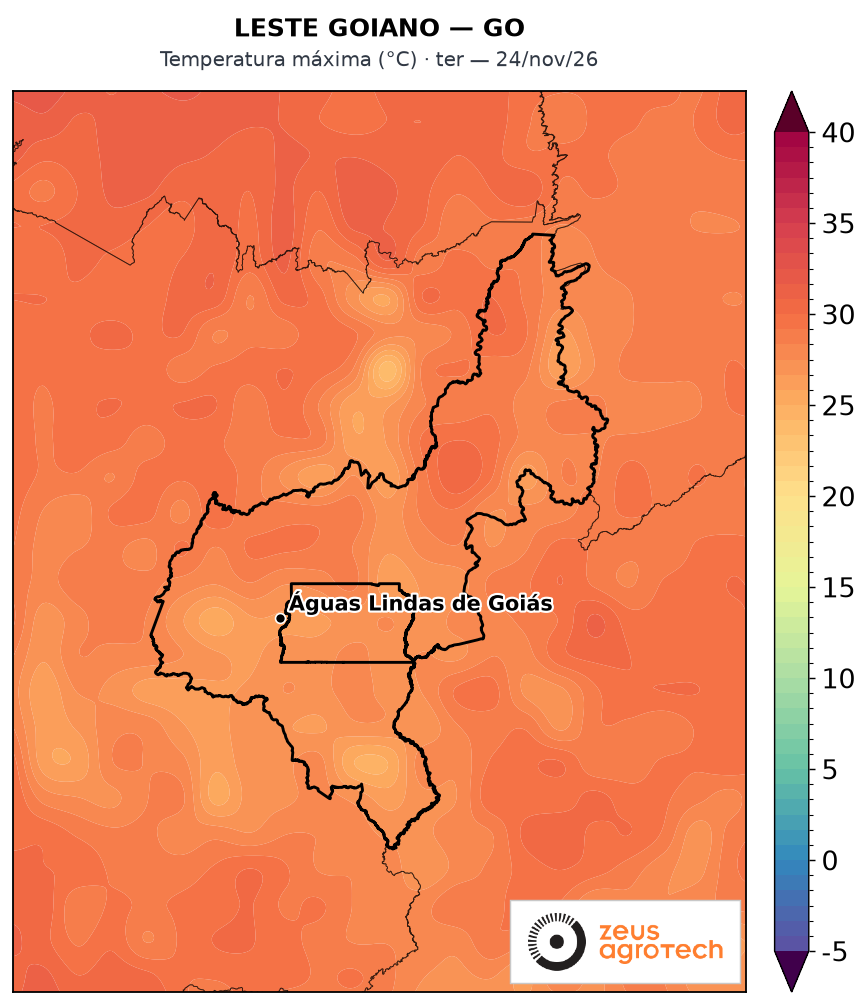 LESTE GOIANO — GO
Temperatura máxima (°C) · ter — 24/nov/26
40
35
30
25
20
15
10
5
0
-5
Águas Lindas de Goiás
zeus
agrotech